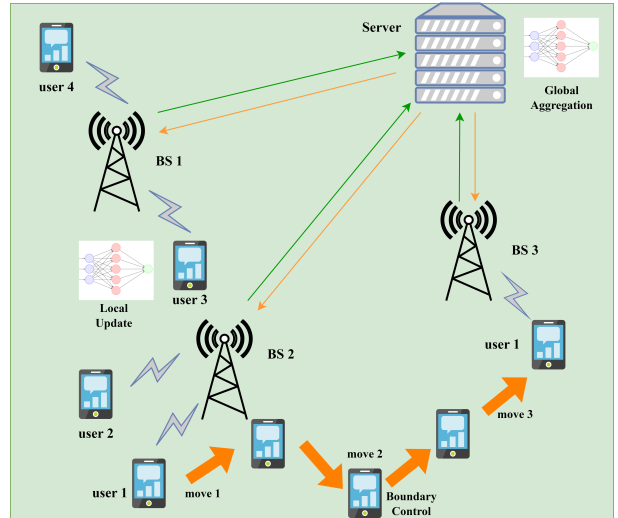 Server
Global
Aggregation
user 4
BS 1
BS 3
Local
Update
user 3
BS 2
user 1
user 2
move 3
move 2
user 1
move 1
Boundary
Control